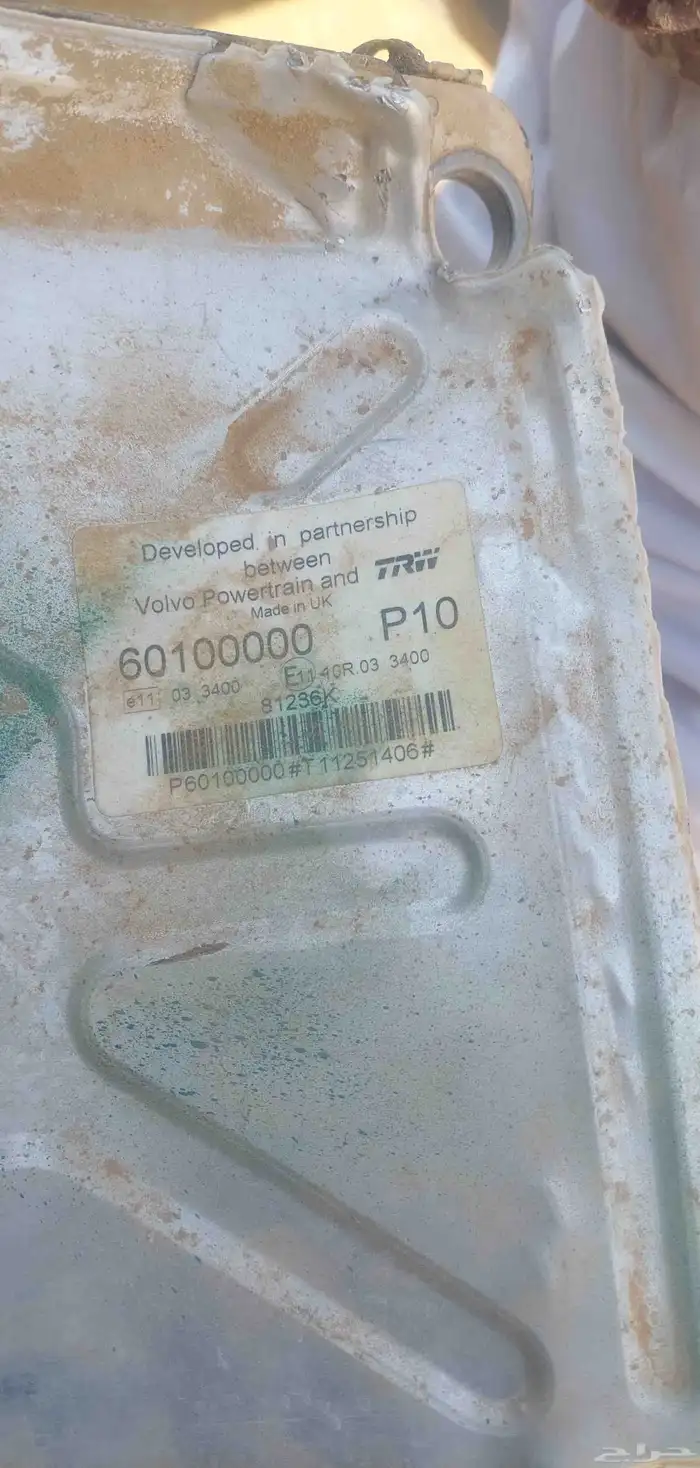 Developed in partnership
between
Volvo Powertrain and TRW
Made in UK
60100000 P10
e11 03 3400 E11 40R.03 3400
81236K
P60100000#T11251406#
حراج